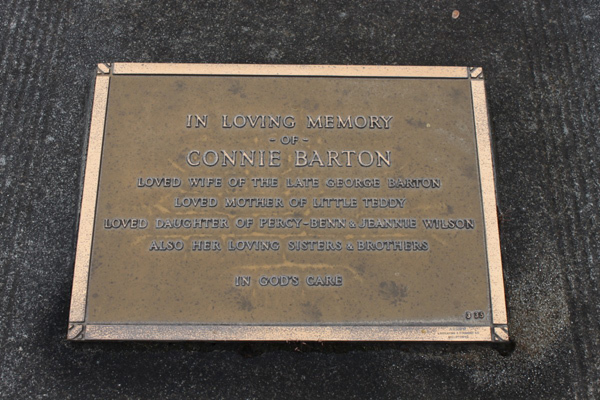 IN LOVING MEMORY
- OF -
CONNIE BARTON
LOVED WIFE OF THE LATE GEORGE BARTON
LOVED MOTHER OF LITTLE TEDDY
LOVED DAUGHTER OF PERCY-BENN & JEANNIE WILSON
ALSO HER LOVING SISTERS & BROTHERS
IN GOD'S CARE